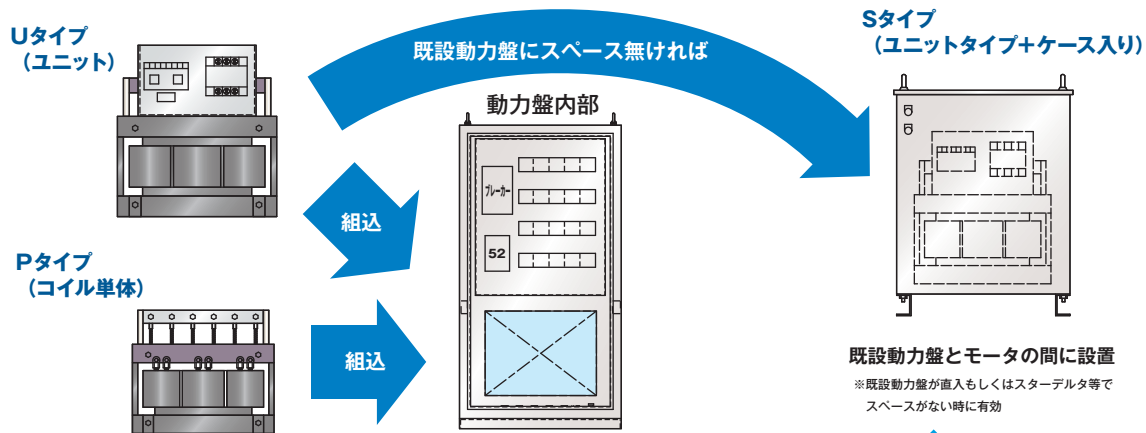 Uタイプ
（ユニット）
既設動力盤にスペース無ければ
Sタイプ
（ユニットタイプ+ケース入り）
動力盤内部
ブレーカー
組込
52
Pタイプ
（コイル単体）
組込
既設動力盤とモータの間に設置
※既設動力盤が直入もしくはスターデルタ等で
スペースがない時に有効